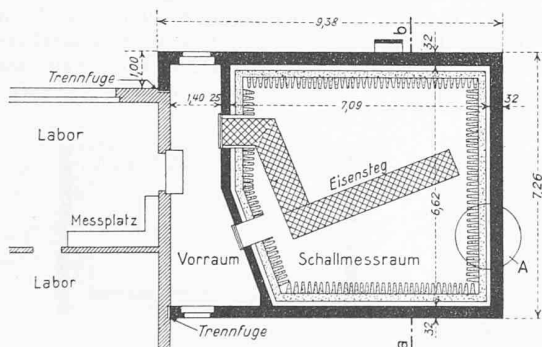 9,38
b
32
1,00
Trennfuge
1,40 25
7,09
32
Labor
Eisensteg
7,26
6,62
Messplatz
A
Vorraum
Schallmessraum
Labor
Trennfuge
32
a